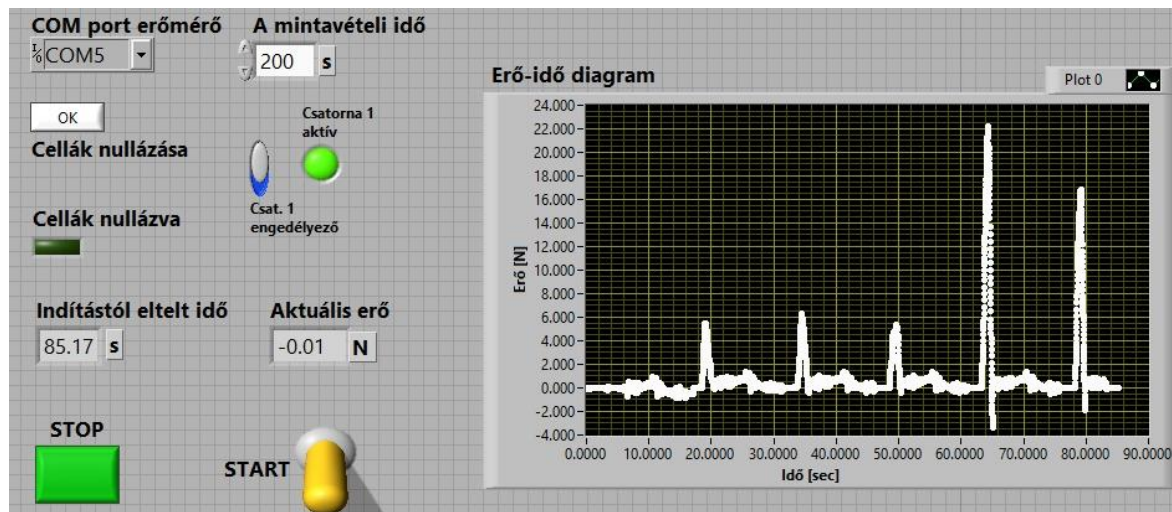 COM port erőmérő
A mintavételi idő
I/% COM5
200 s
OK
Csatorna 1
aktív
Cellák nullázása
Csat. 1
engedélyező
Cellák nullázva
Indítástól eltelt idő
Aktuális erő
85.17 s
-0.01 N
STOP
START
Erő-idő diagram
Plot 0
24.000
22.000
20.000
18.000
16.000
14.000
12.000
10.000
8.000
6.000
4.000
2.000
0.000
-2.000
-4.000
Erő [N]
0.0000 10.0000 20.0000 30.0000 40.0000 50.0000 60.0000 70.0000 80.0000 90.0000
Idő [sec]